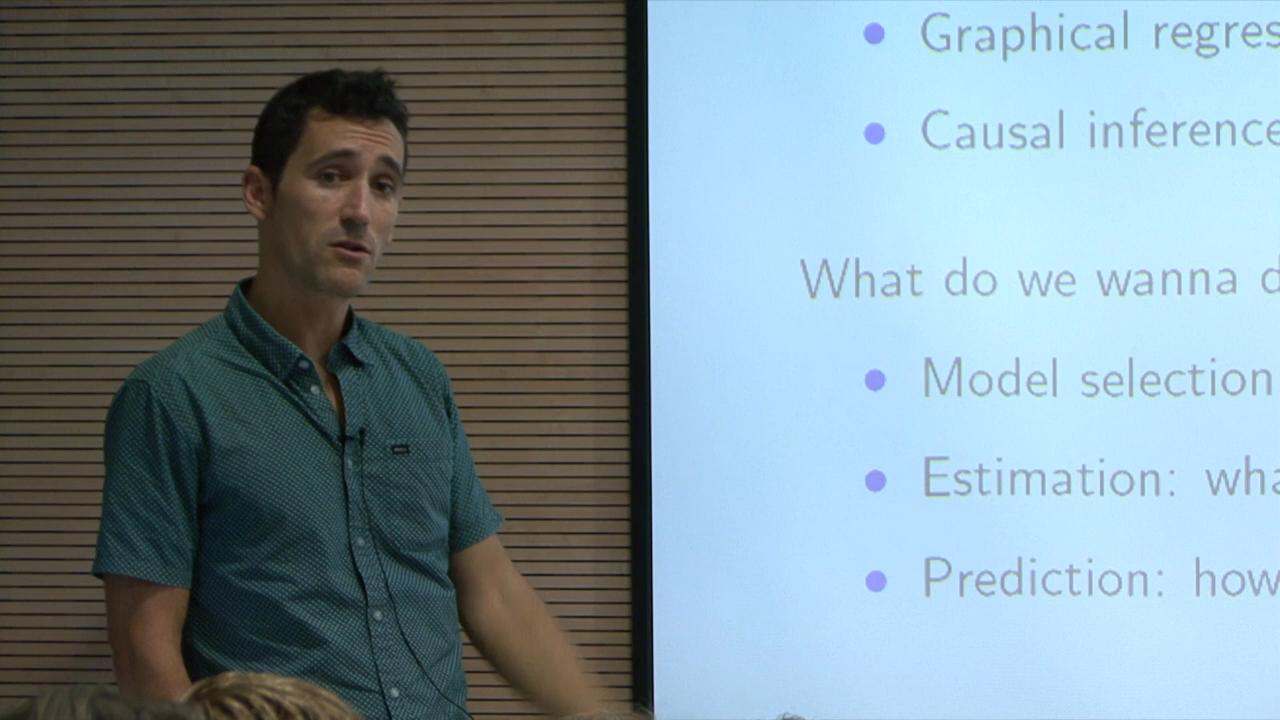 Graphical regres
Causal inference
What do we wanna d
Model selection
Estimation: wha
Prediction: how